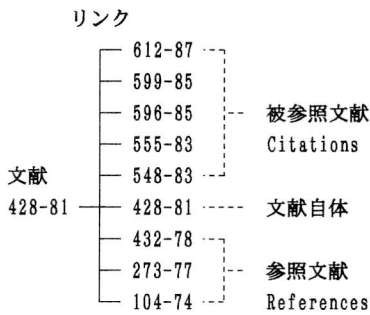 リンク
612-87
599-85
596-85
被参照文献
555-83
Citations
文献
548-83
428-81
428-81
文献自体
432-78
273-77
参照文献
104-74
References